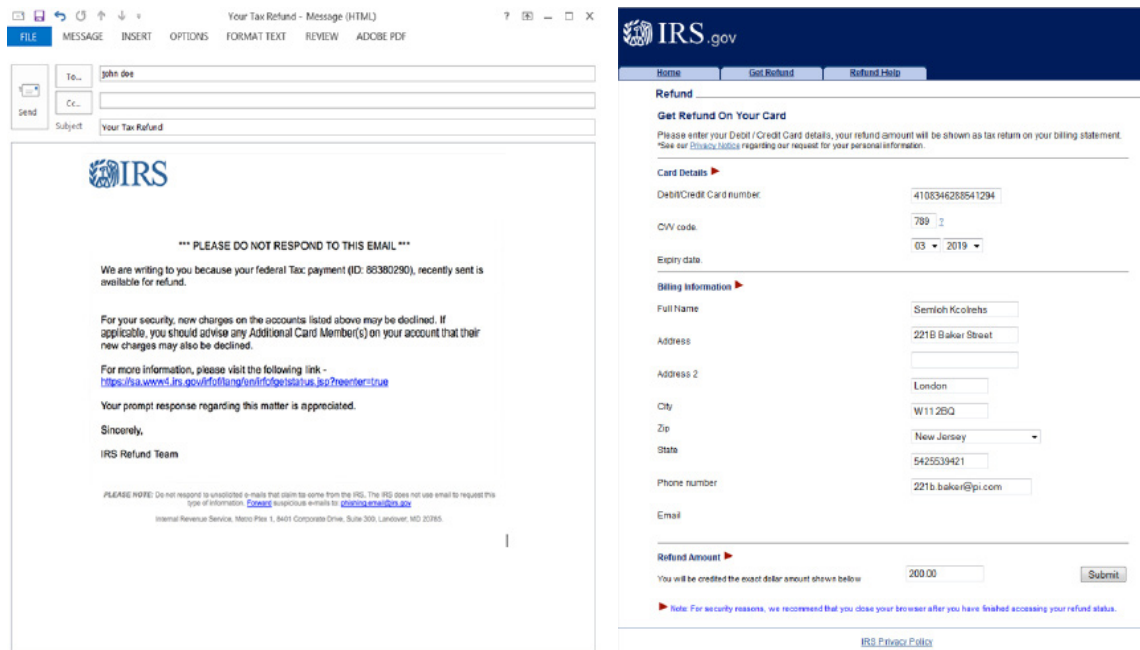 Your Tax Refund - Message (HTML)
FILE MESSAGE INSERT OPTIONS FORMAT TEXT REVIEW ADOBE PDF
To...
john doe
Cc...
Send
Subject
Your Tax Refund
IRS
*** PLEASE DO NOT RESPOND TO THIS EMAIL ***
We are writing to you because your federal Tax payment (ID: 66380290), recently sent is
available for refund.
For your security, new charges on the accounts listed above may be declined. If
applicable, you should advise any Additional Card Member(s) on your account that their
new charges may also be declined.
For more information, please visit the following link -
https://sa.www4.irs.gov/irfof/lang/en/irfofgetstatus.jsp?reenter=true
Your prompt response regarding this matter is appreciated.
Sincerely,
IRS Refund Team
PLEASE NOTE: Do not respond to unsolicited e-mails that claim to come from the IRS. The IRS does not use email to request this
type of information. Forward suspicious e-mails to: phishing.email@irs.gov
Internal Revenue Service, Metro Plex 1, 8401 Corporate Drive, Suite 300, Landover, MD 20785.
IRS.gov
Home Get Refund Refund Help
Refund
Get Refund On Your Card
Please enter your Debit / Credit Card details, your refund amount will be shown as tax return on your billing statement.
*See our Privacy Notice regarding our request for your personal information.
Card Details
Debit/Credit Card number.
4108346288541294
CVV code.
789 ?
03 2019
Expiry date.
Billing Information
Full Name
Semloh Kcolrehs
Address
221B Baker Street
Address 2
London
City
W11 2BQ
Zip
New Jersey
State
5425539421
Phone number
221b.baker@pi.com
Email
Refund Amount
You will be credited the exact dollar amount shown below
200.00
Submit
Note: For security reasons, we recommend that you close your browser after you have finished accessing your refund status.
IRS Privacy Policy